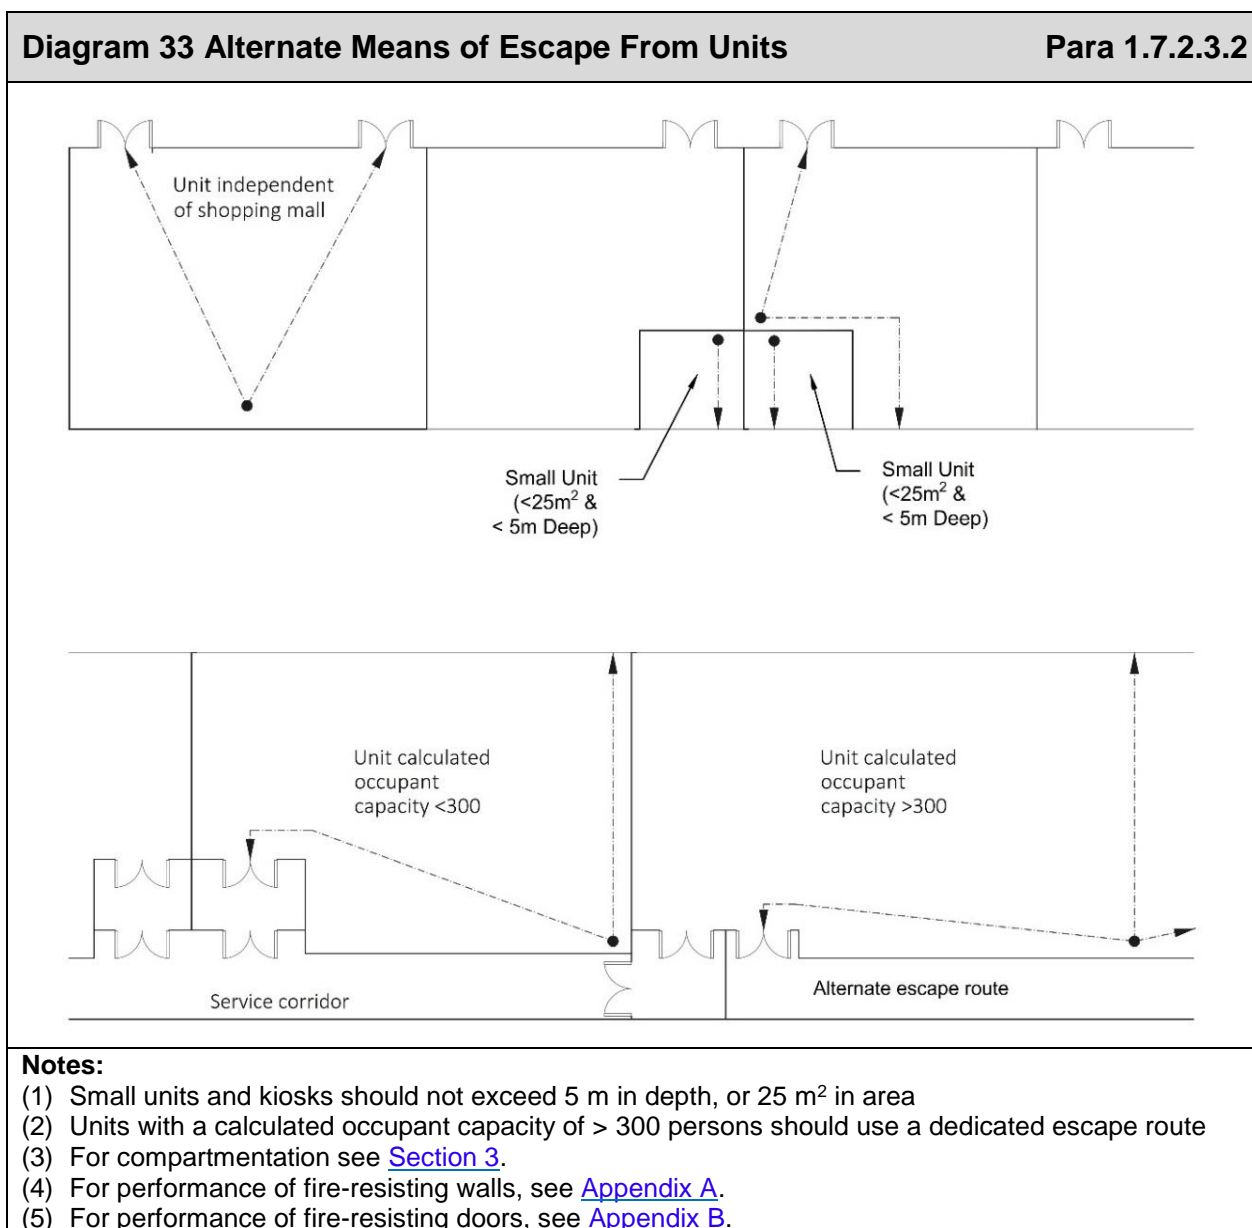 Diagram 33 Alternate Means of Escape From Units Para 1.7.2.3.2
Unit independent
of shopping mall
Small Unit
(<25m² &
< 5m Deep)
Small Unit
(<25m² &
< 5m Deep)
Unit calculated
occupant
capacity <300
Unit calculated
occupant
capacity >300
Service corridor
Alternate escape route
Notes:
(1) Small units and kiosks should not exceed 5 m in depth, or 25 m² in area
(2) Units with a calculated occupant capacity of > 300 persons should use a dedicated escape route
(3) For compartmentation see Section 3.
(4) For performance of fire-resisting walls, see Appendix A.
(5) For performance of fire-resisting doors, see Appendix B.